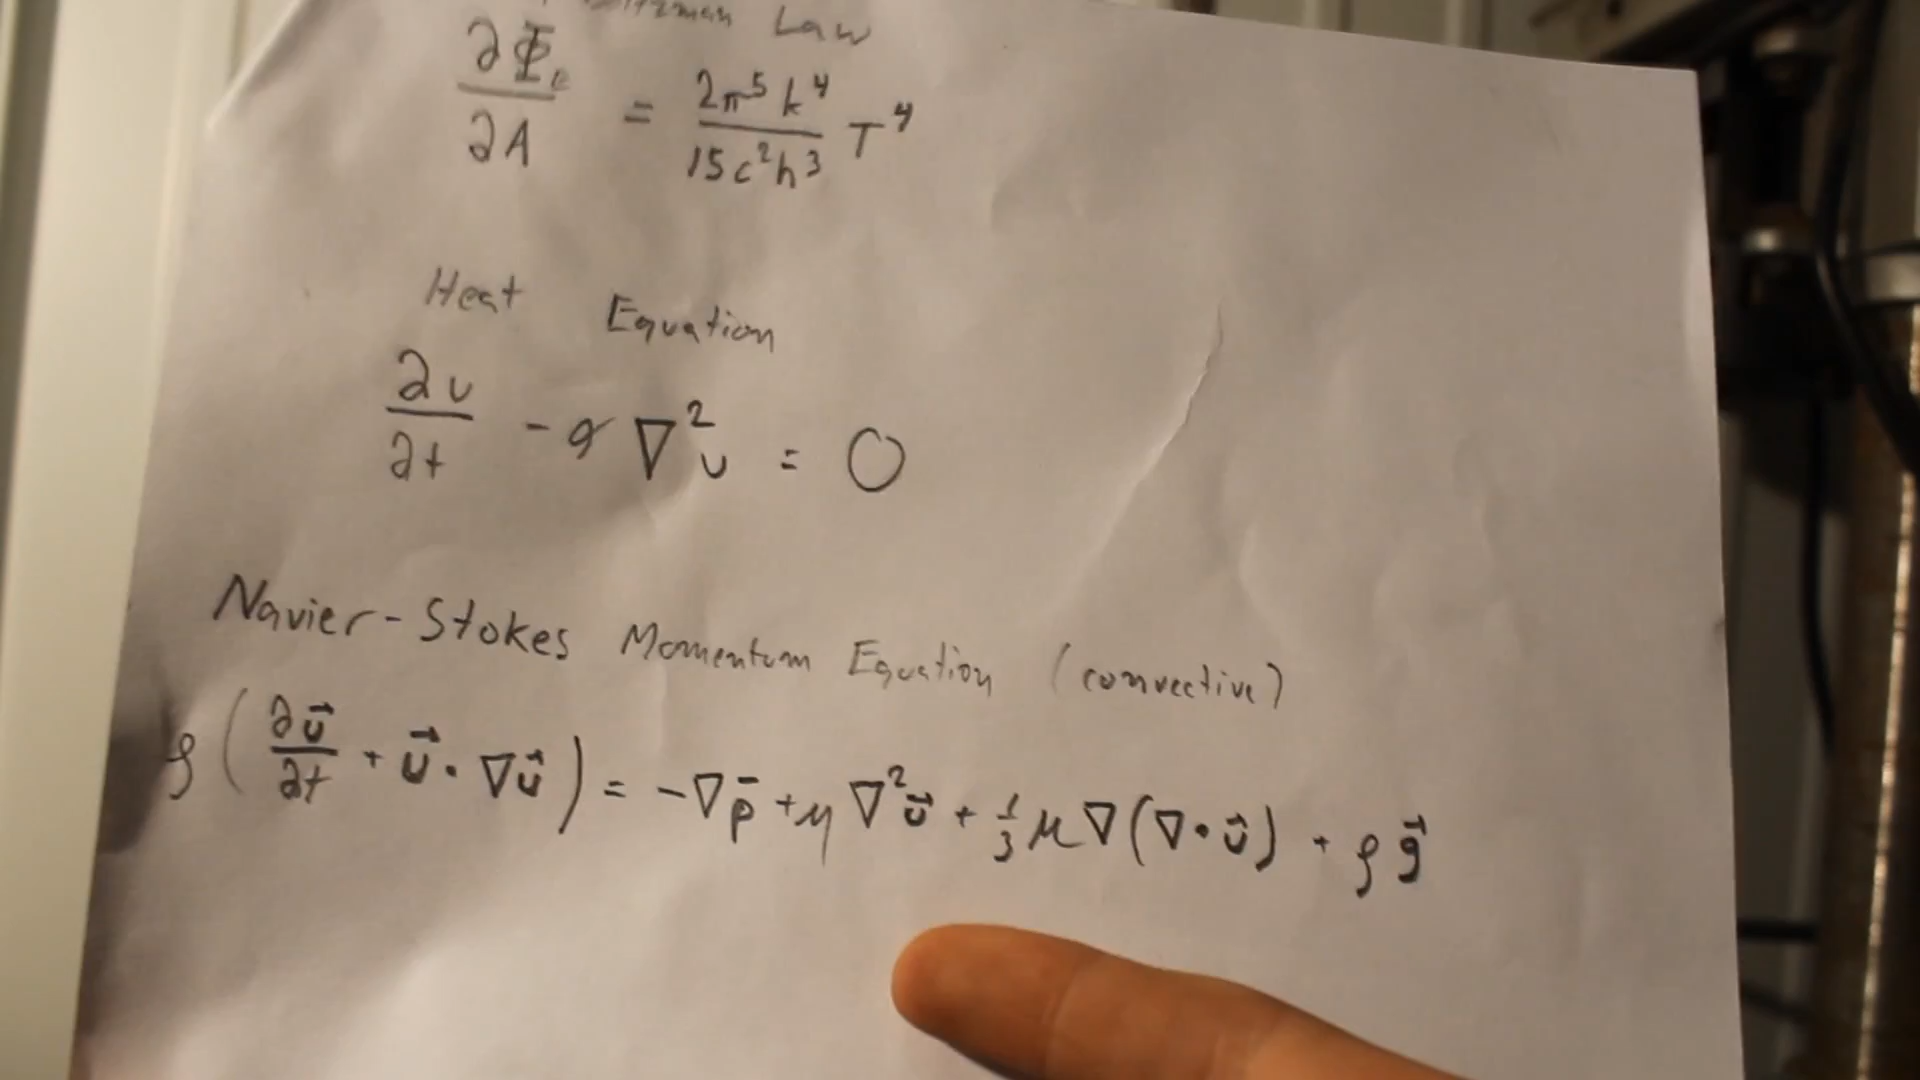 Law
∂Φₑ/∂A = 2π⁵k⁴/15c²h³ T⁴
Heat Equation
∂u/∂t - α∇²u = 0
Navier-Stokes Momentum Equation (convective)
ρ(∂u⃗/∂t + u⃗·∇u⃗) = -∇p̄ + μ∇²u⃗ + ⅓μ∇(∇·u⃗) + ρg⃗